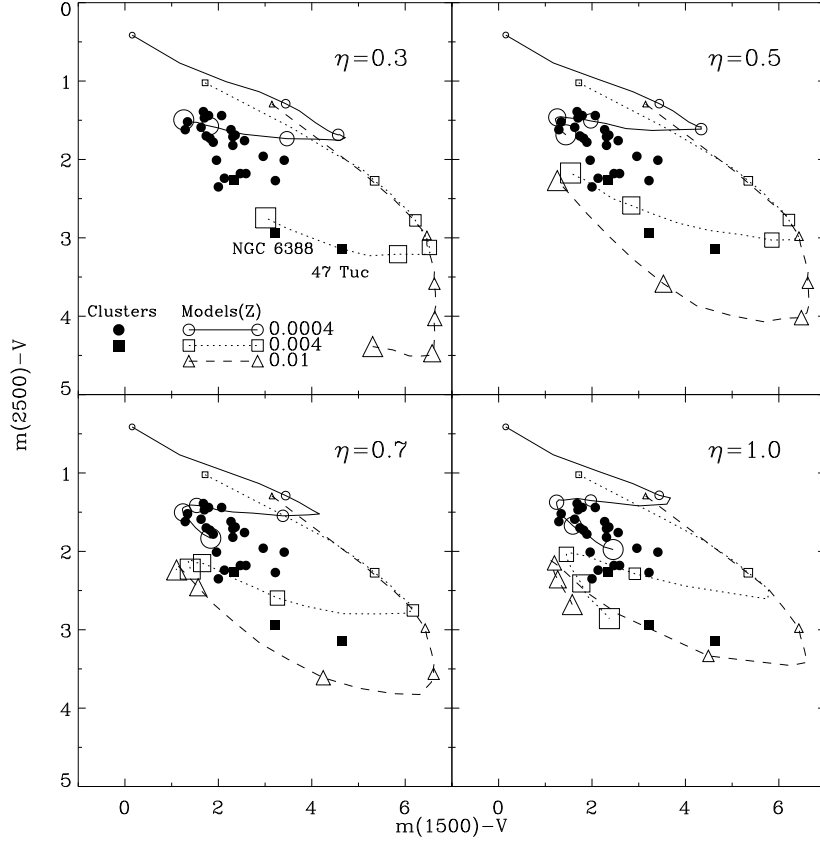 0
1
2
3
4
5
m(2500)-V
η=0.3
η=0.5
NGC 6388
47 Tuc
Clusters Models(Z)
0.0004
0.004
0.01
1
2
3
4
5
η=0.7
η=1.0
0 2 4 6 0 2 4 6
m(1500)-V